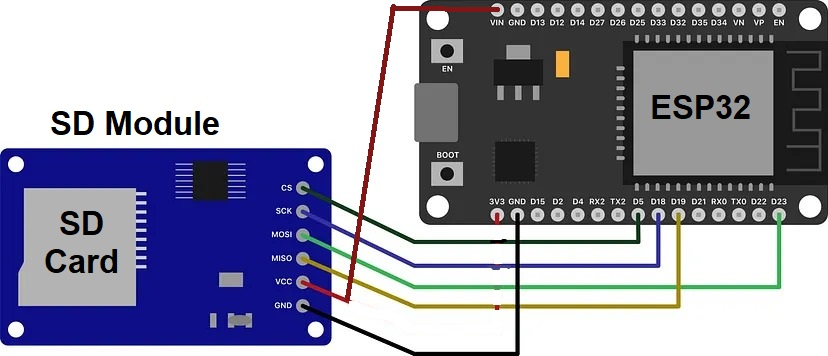 VIN GND D13 D12 D14 D27 D26 D25 D33 D32 D35 D34 VN VP EN
EN
ESP32
SD Module
BOOT
CS
SCK
MOSI
MISO
VCC
GND
SD
Card
3V3 GND D15 D2 D4 RX2 TX2 D5 D18 D19 D21 RX0 TX0 D22 D23